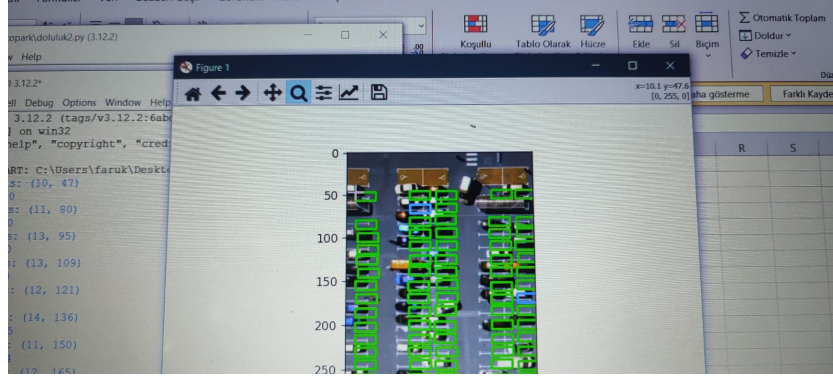 Koşullu
Tablo Olarak
Hücre
Ekle
Sil
Biçim
Otomatik Toplam
Doldur
Temizle
opark\doluluk2.py (3.12.2)
Help
Figure 1
x=10.1 y=47.6
[0, 255, 0]
aha gösterme
Farklı Kayde
3.12.2*
Debug Options Window Help
3.12.2 (tags/v3.12.2:6ab
] on win32
help", "copyright", "cred
ART: C:\Users\faruk\Deskt
s: (10, 47)
s: (11, 80)
s: (13, 95)
: (13, 109)
: (12, 121)
: (14, 136)
: (11, 150)
(12, 165)
R S
0
50
100
150
200
250